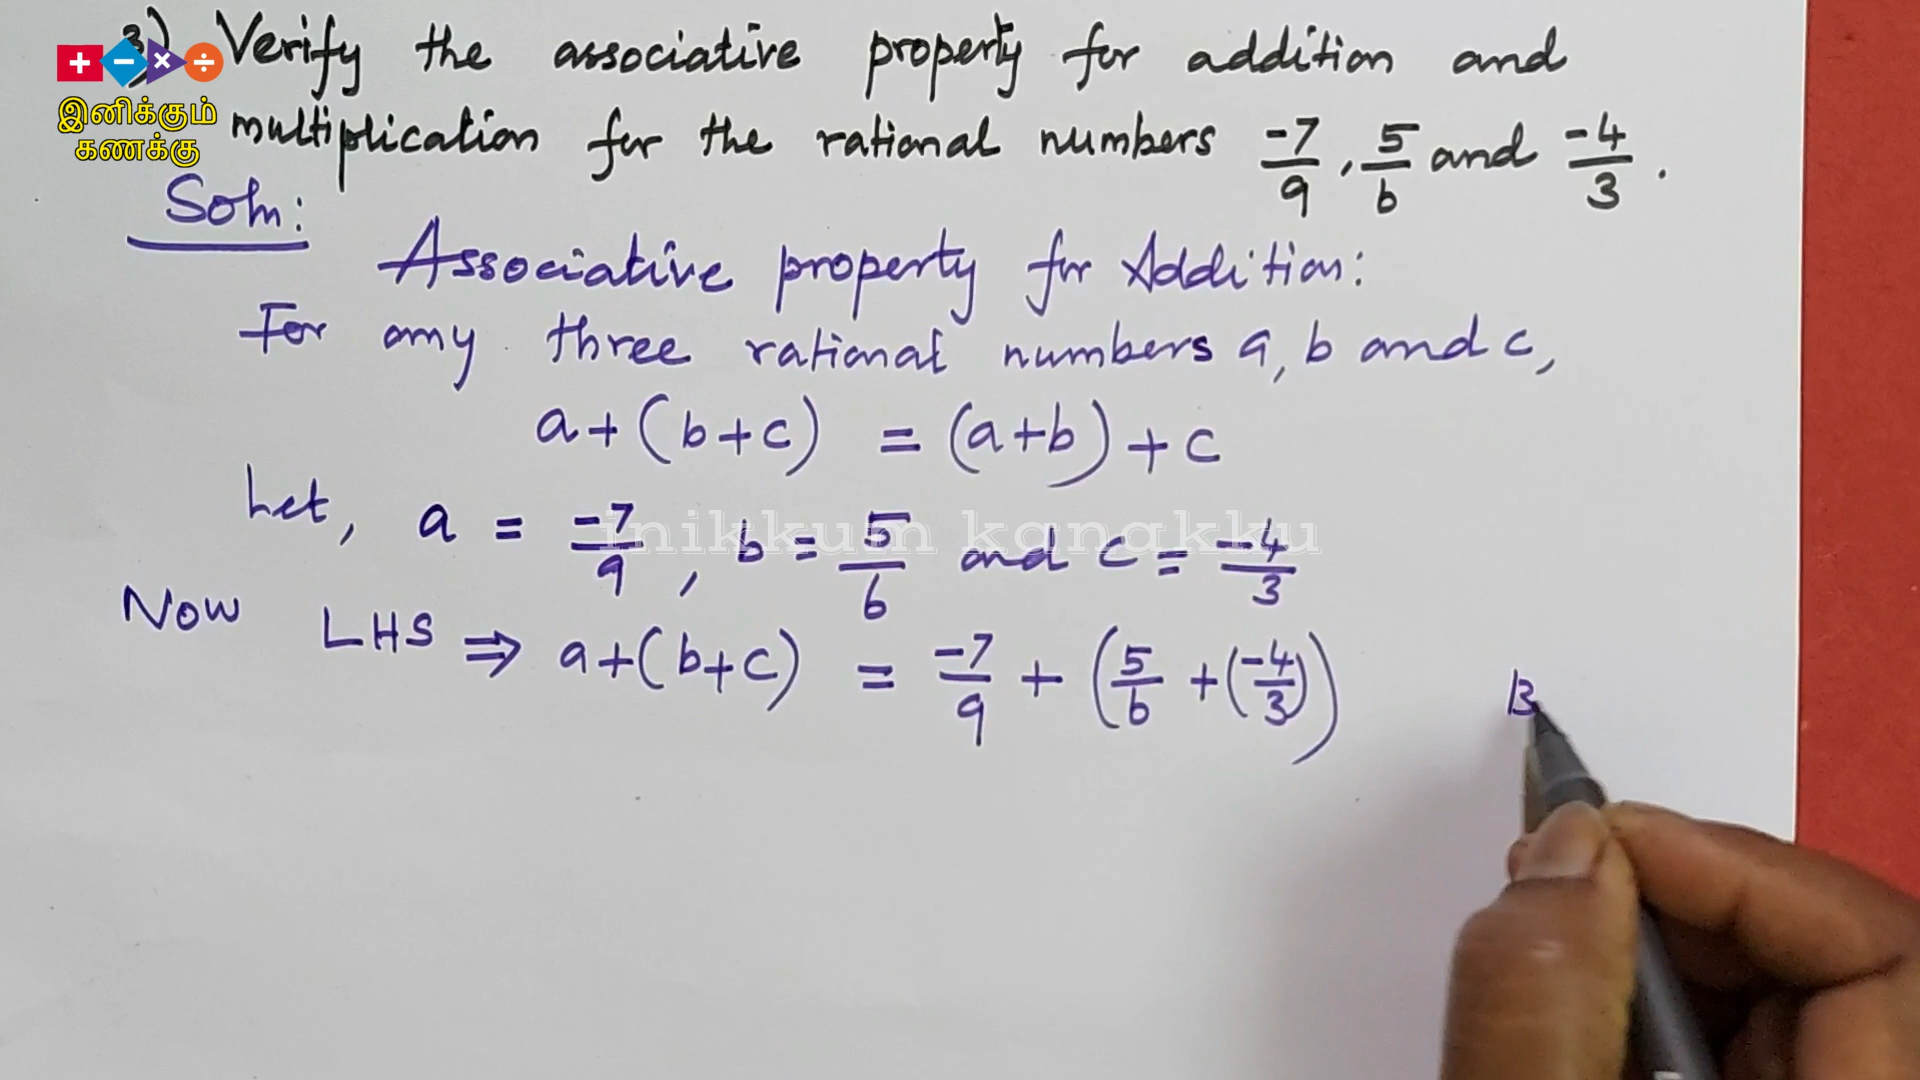 3) Verify the associative property for addition and
multiplication for the rational numbers -7/9, 5/6 and -4/3.
+ − × ÷
இனிக்கும்
கணக்கு
Soln:
Associative property for Addition:
For any three rational numbers a, b and c,
a+(b+c) = (a+b)+c
Let, a = -7/9, b = 5/6 and c = -4/3
inikkum kanakku
Now LHS ⇒ a+(b+c) = -7/9 + (5/6 + (-4/3))
B